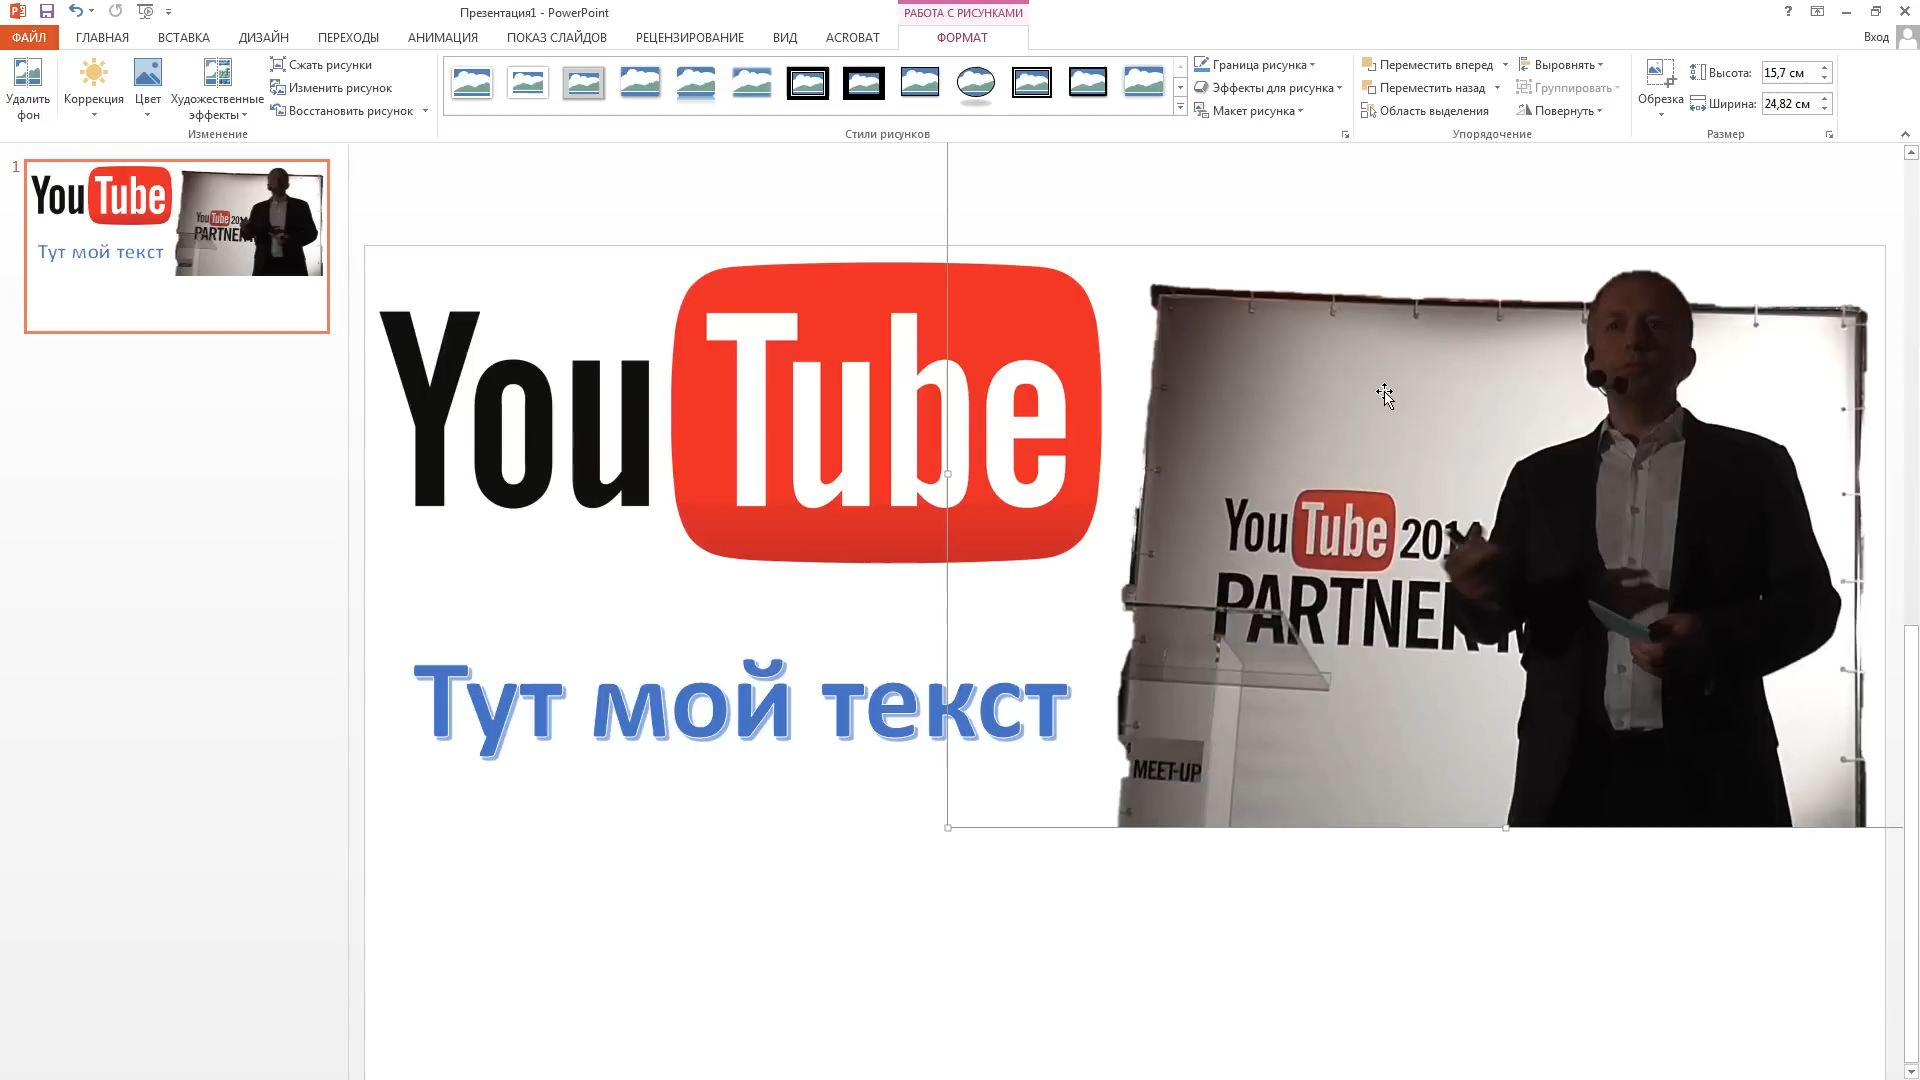 Презентация1 - PowerPoint
РАБОТА С РИСУНКАМИ
?
ФАЙЛ ГЛАВНАЯ ВСТАВКА ДИЗАЙН ПЕРЕХОДЫ АНИМАЦИЯ ПОКАЗ СЛАЙДОВ РЕЦЕНЗИРОВАНИЕ ВИД ACROBAT ФОРМАТ Вход
Удалить фон
Коррекция
Цвет
Художественные эффекты
Сжать рисунки
Изменить рисунок
Восстановить рисунок
Изменение
Стили рисунков
Граница рисунка
Эффекты для рисунка
Макет рисунка
Переместить вперед
Переместить назад
Область выделения
Выровнять
Группировать
Повернуть
Упорядочение
Обрезка
Высота: 15,7 см
Ширина: 24,82 см
Размер
1
YouTube
YouTube 201
PARTNER
Тут мой текст
YouTube
Тут мой текст
YouTube 2014
PARTNER M
MEET-UP